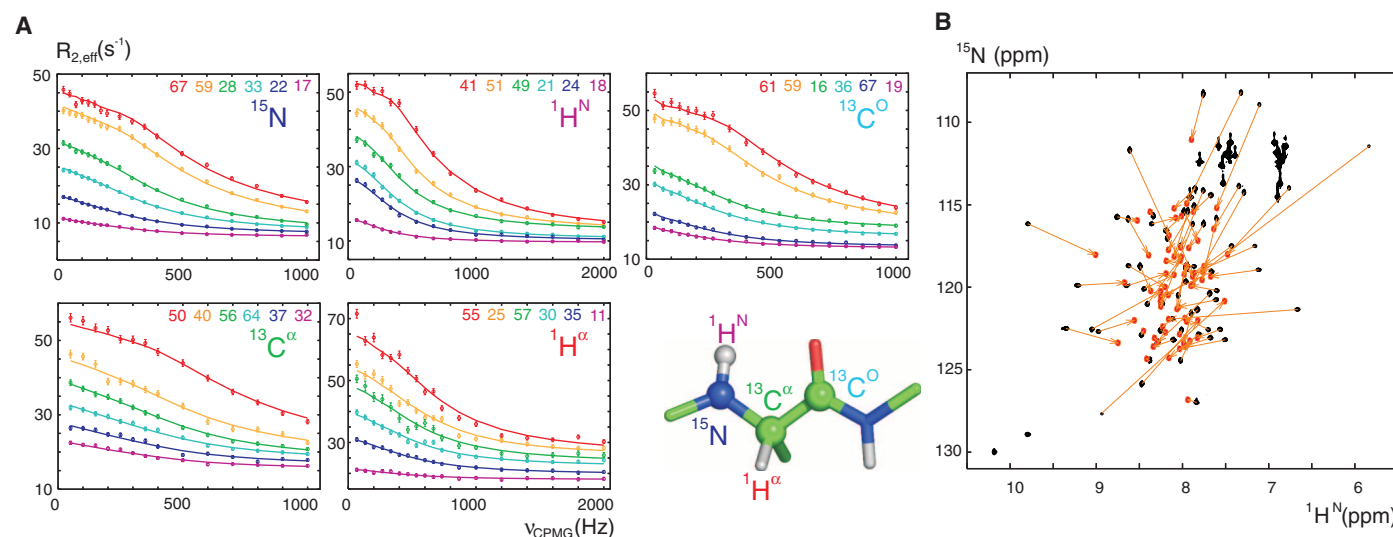 A
R2,eff(s-1)
50
30
10
0 500 1000
67 59 28 33 22 17
15N
50
30
10
0 1000 2000
41 51 49 21 24 18
1HN
50
30
10
0 500 1000
61 59 16 36 67 19
13CO
50
30
10
0 500 1000
50 40 56 64 37 32
13Cα
70
50
30
0 1000 2000
55 25 57 30 35 11
1Hα
νCPMG(Hz)
1HN
13Cα
13CO
15N
1Hα
B
15N (ppm)
110
115
120
125
130
10 9 8 7 6
1HN(ppm)